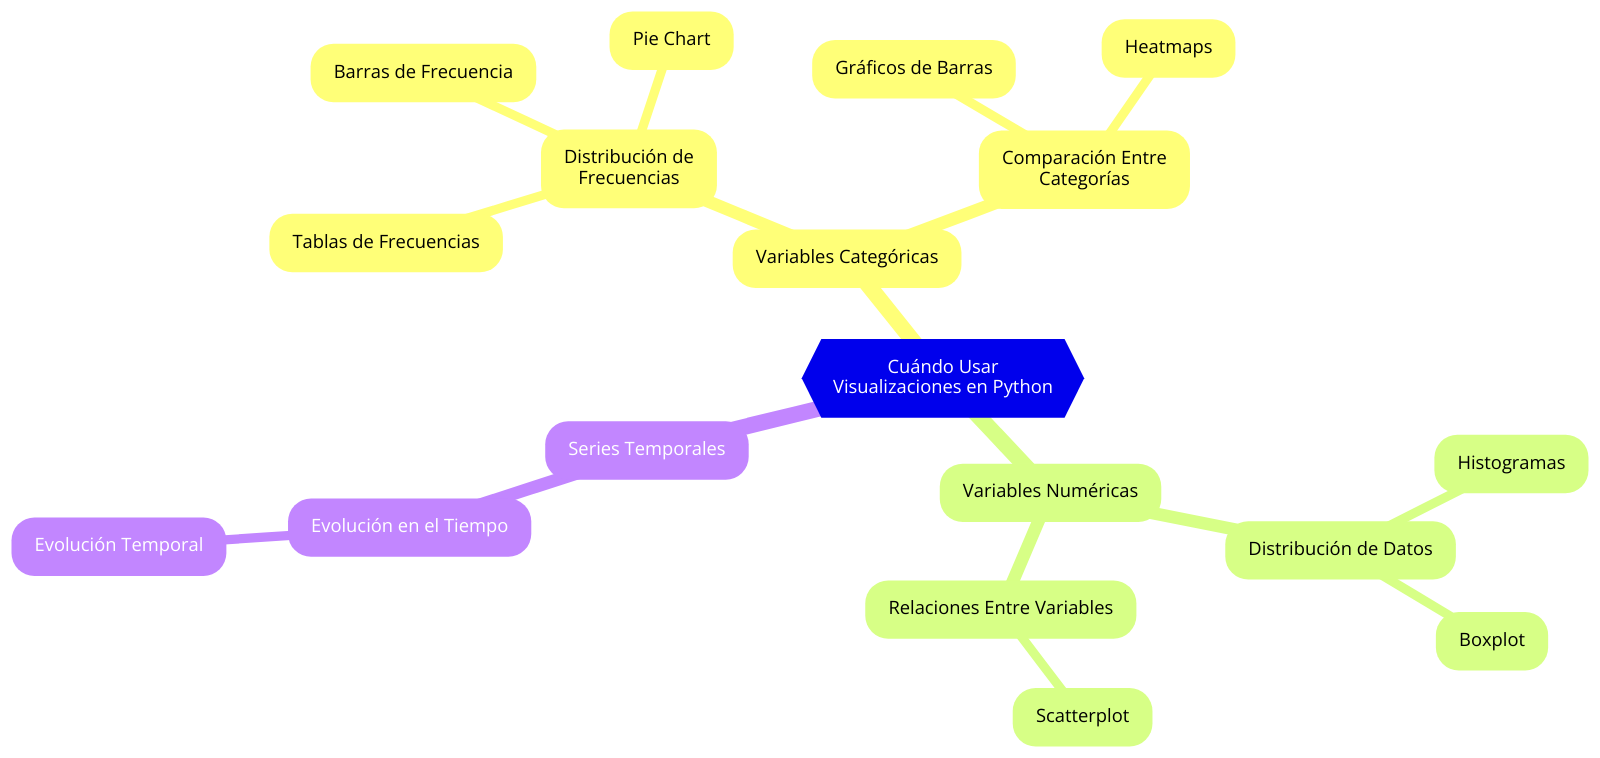 Pie Chart
Barras de Frecuencia
Gráficos de Barras
Heatmaps
Distribución de
Frecuencias
Comparación Entre
Categorías
Tablas de Frecuencias
Variables Categóricas
Cuándo Usar
Visualizaciones en Python
Series Temporales
Evolución en el Tiempo
Evolución Temporal
Variables Numéricas
Histogramas
Distribución de Datos
Relaciones Entre Variables
Boxplot
Scatterplot